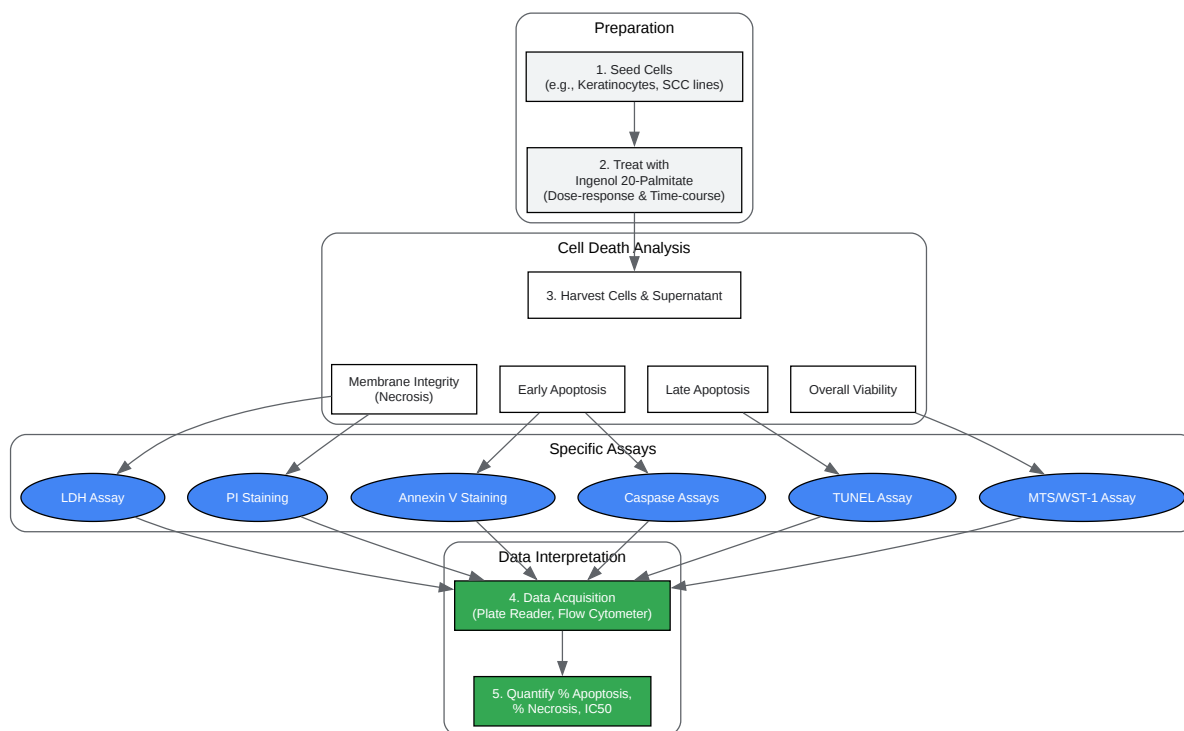 Preparation
1. Seed Cells
(e.g., Keratinocytes, SCC lines)
2. Treat with
Ingenol 20-Palmitate
(Dose-response & Time-course)
Cell Death Analysis
3. Harvest Cells & Supernatant
Membrane Integrity
(Necrosis)
Early Apoptosis
Late Apoptosis
Overall Viability
Specific Assays
LDH Assay
PI Staining
Annexin V Staining
Caspase Assays
TUNEL Assay
MTS/WST-1 Assay
Data Interpretation
4. Data Acquisition
(Plate Reader, Flow Cytometer)
5. Quantify % Apoptosis,
% Necrosis, IC50